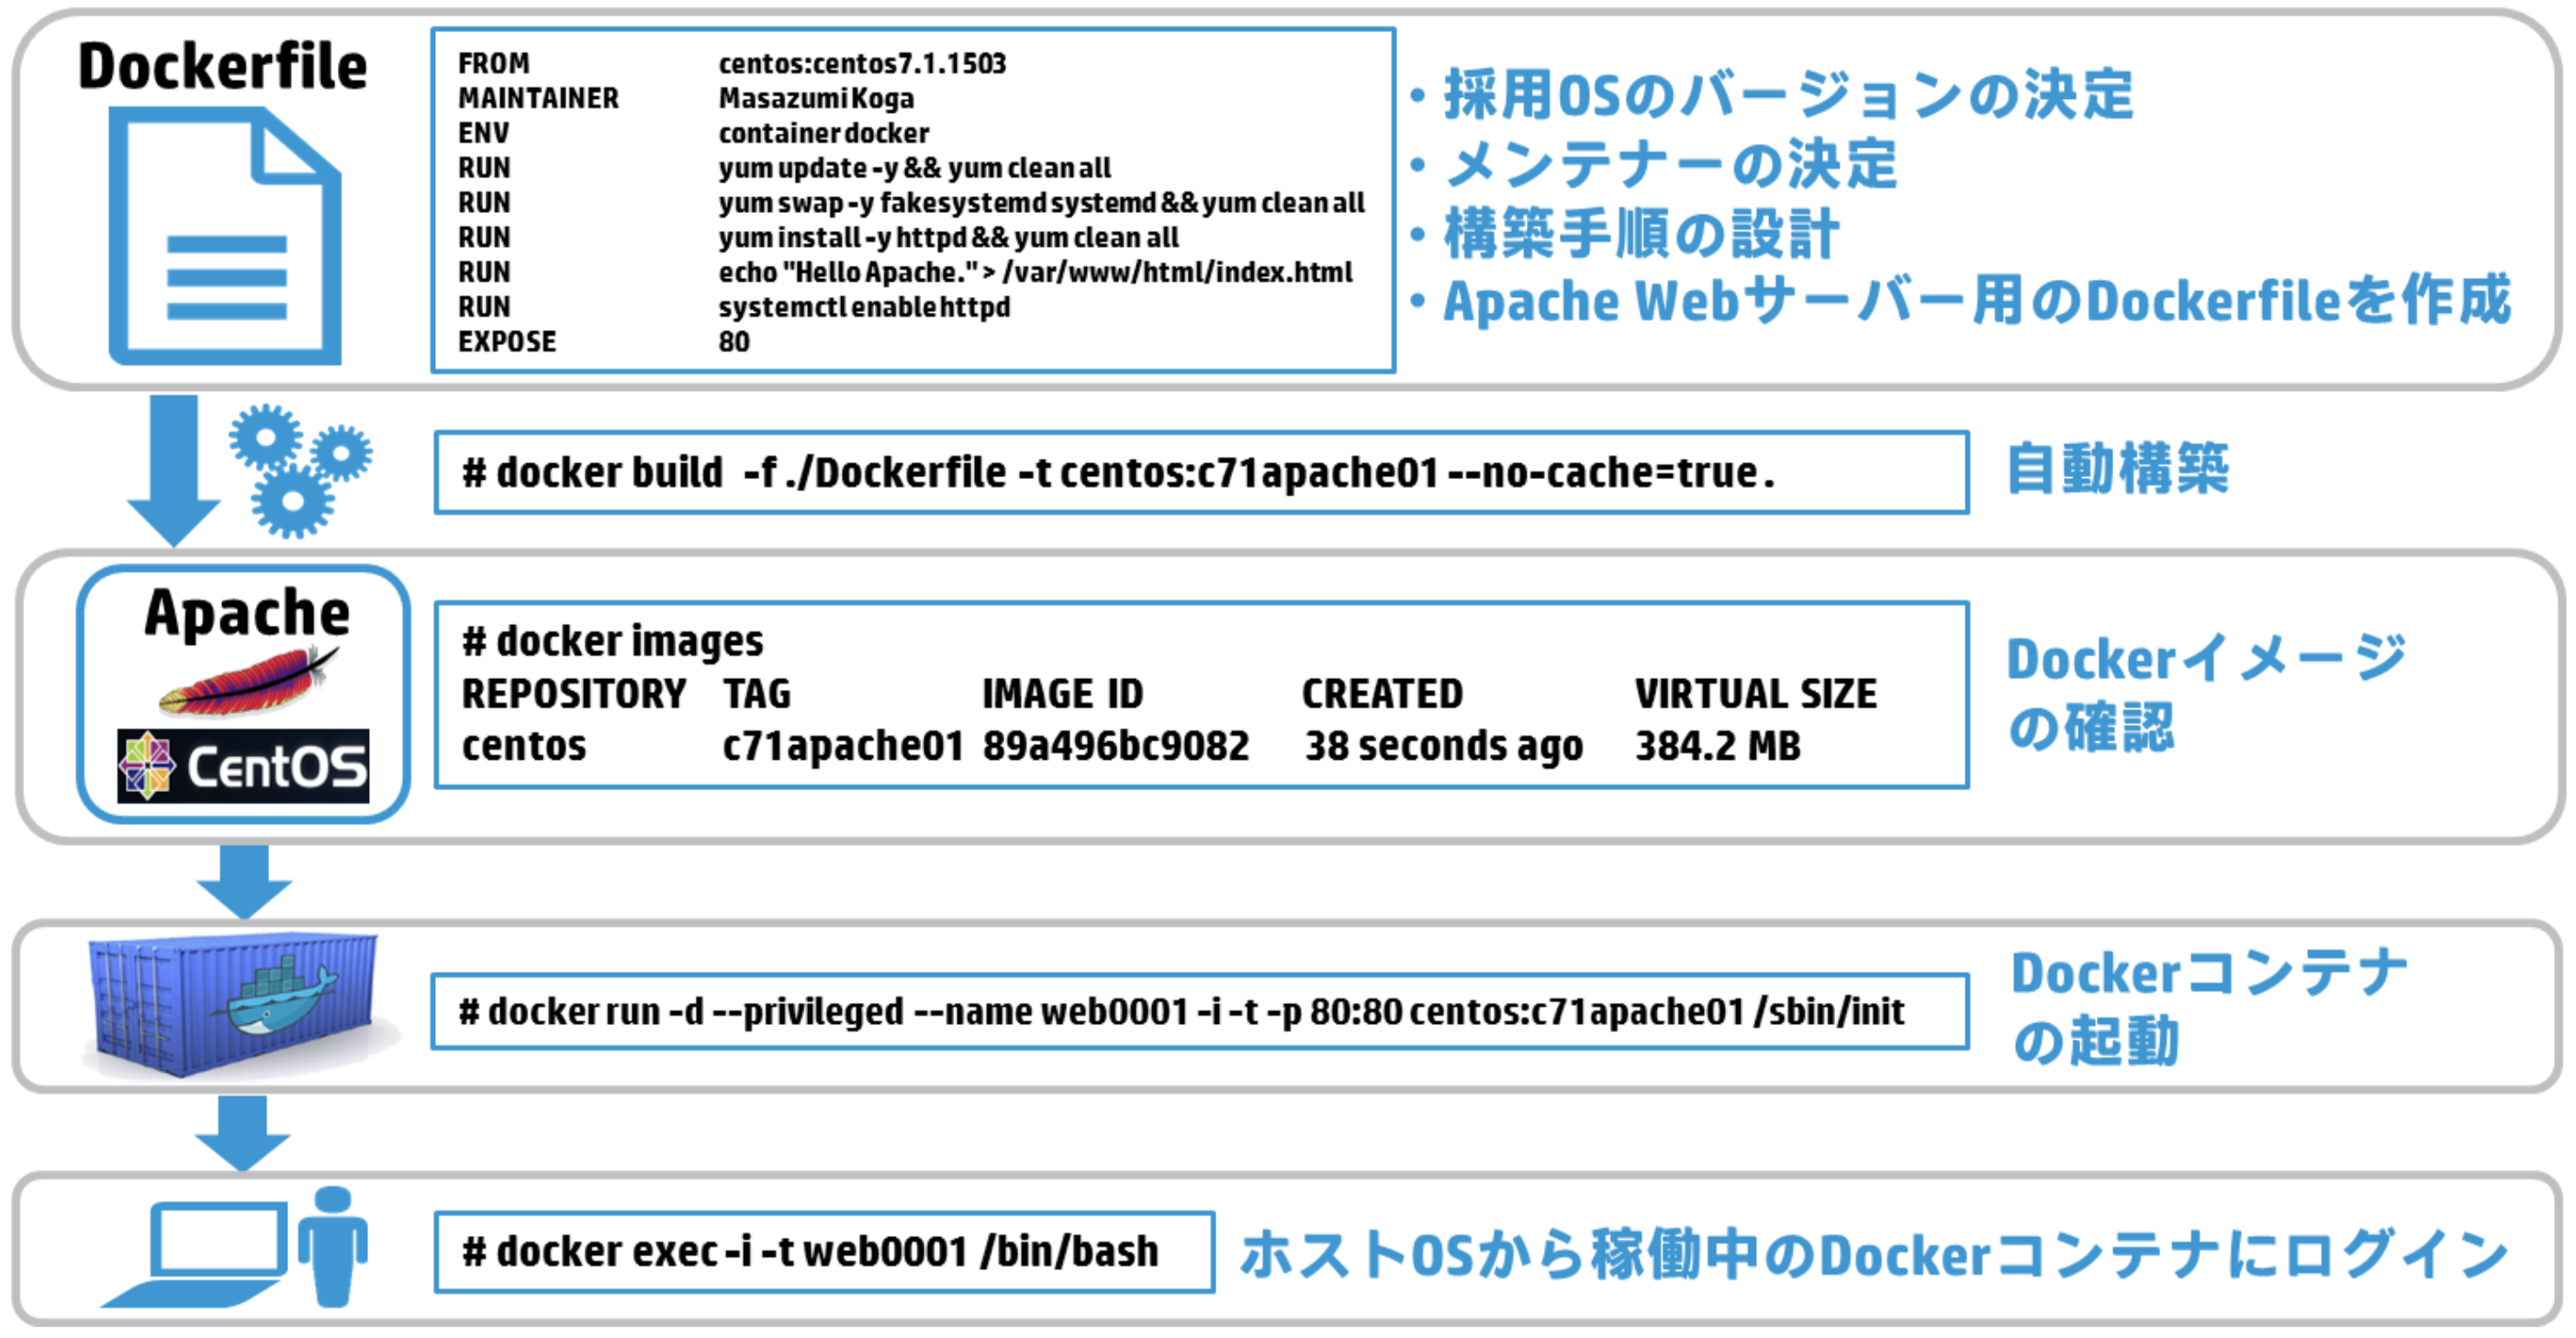 Dockerfile
FROM centos:centos7.1.1503
MAINTAINER Masazumi Koga
ENV container docker
RUN yum update -y && yum clean all
RUN yum swap -y fakesystemd systemd && yum clean all
RUN yum install -y httpd && yum clean all
RUN echo "Hello Apache." > /var/www/html/index.html
RUN systemctl enable httpd
EXPOSE 80
・採用OSのバージョンの決定
・メンテナーの決定
・構築手順の設計
・Apache Webサーバー用のDockerfileを作成
# docker build -f ./Dockerfile -t centos:c71apache01 --no-cache=true .
自動構築
Apache
CentOS
# docker images
REPOSITORY TAG IMAGE ID CREATED VIRTUAL SIZE
centos c71apache01 89a496bc9082 38 seconds ago 384.2 MB
Dockerイメージ
の確認
# docker run -d --privileged --name web0001 -i -t -p 80:80 centos:c71apache01 /sbin/init
Dockerコンテナ
の起動
# docker exec -i -t web0001 /bin/bash
ホストOSから稼働中のDockerコンテナにログイン